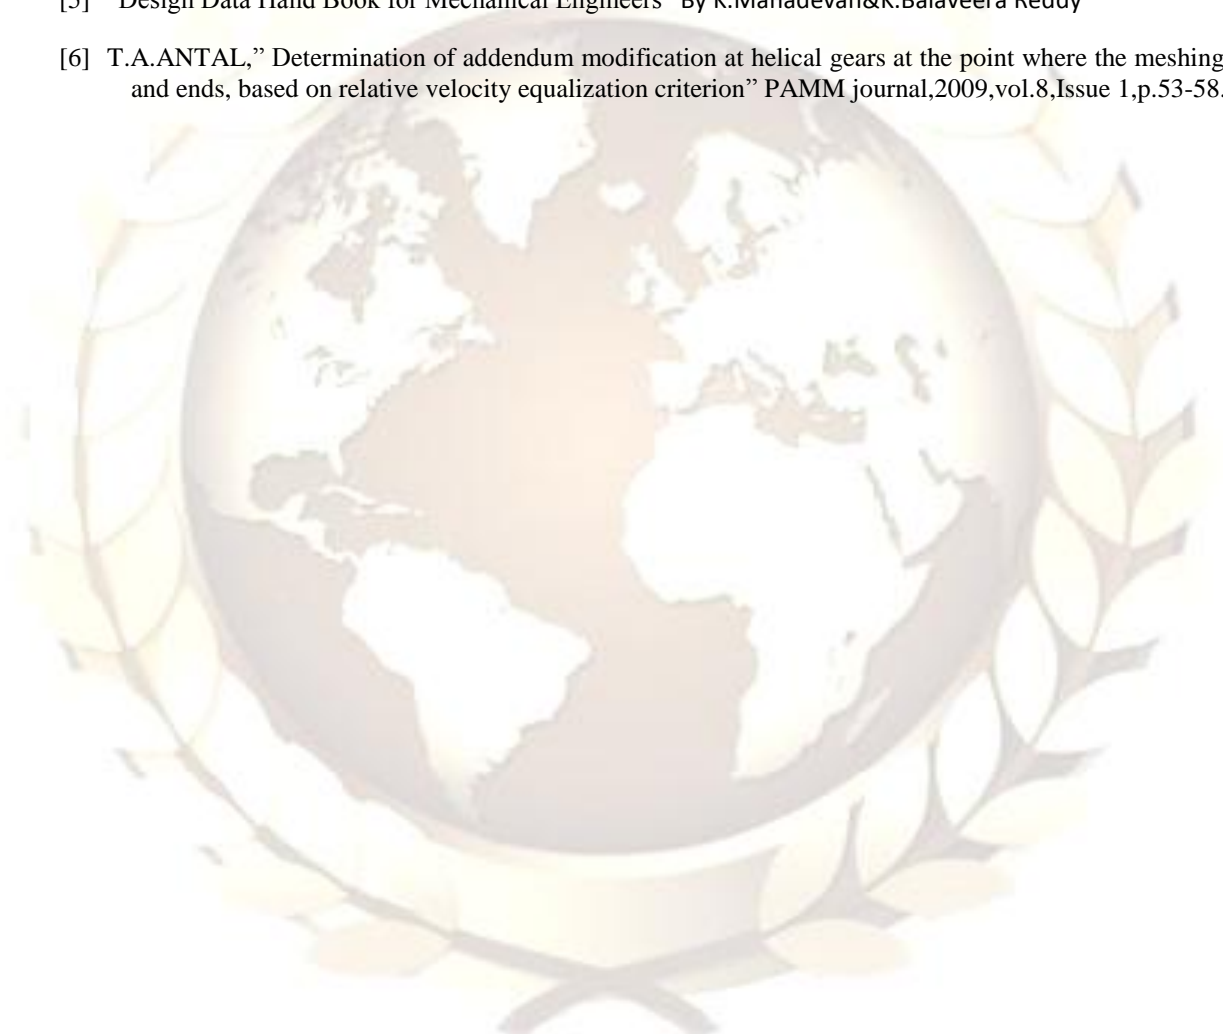 [5] "Design Data Hand Book for Mechanical Engineers" By K.Mahadevan&K.Balaveera Reddy
[6] T.A.ANTAL,” Determination of addendum modification at helical gears at the point where the meshing
and ends, based on relative velocity equalization criterion” PAMM journal,2009,vol.8,Issue 1,p.53-58.